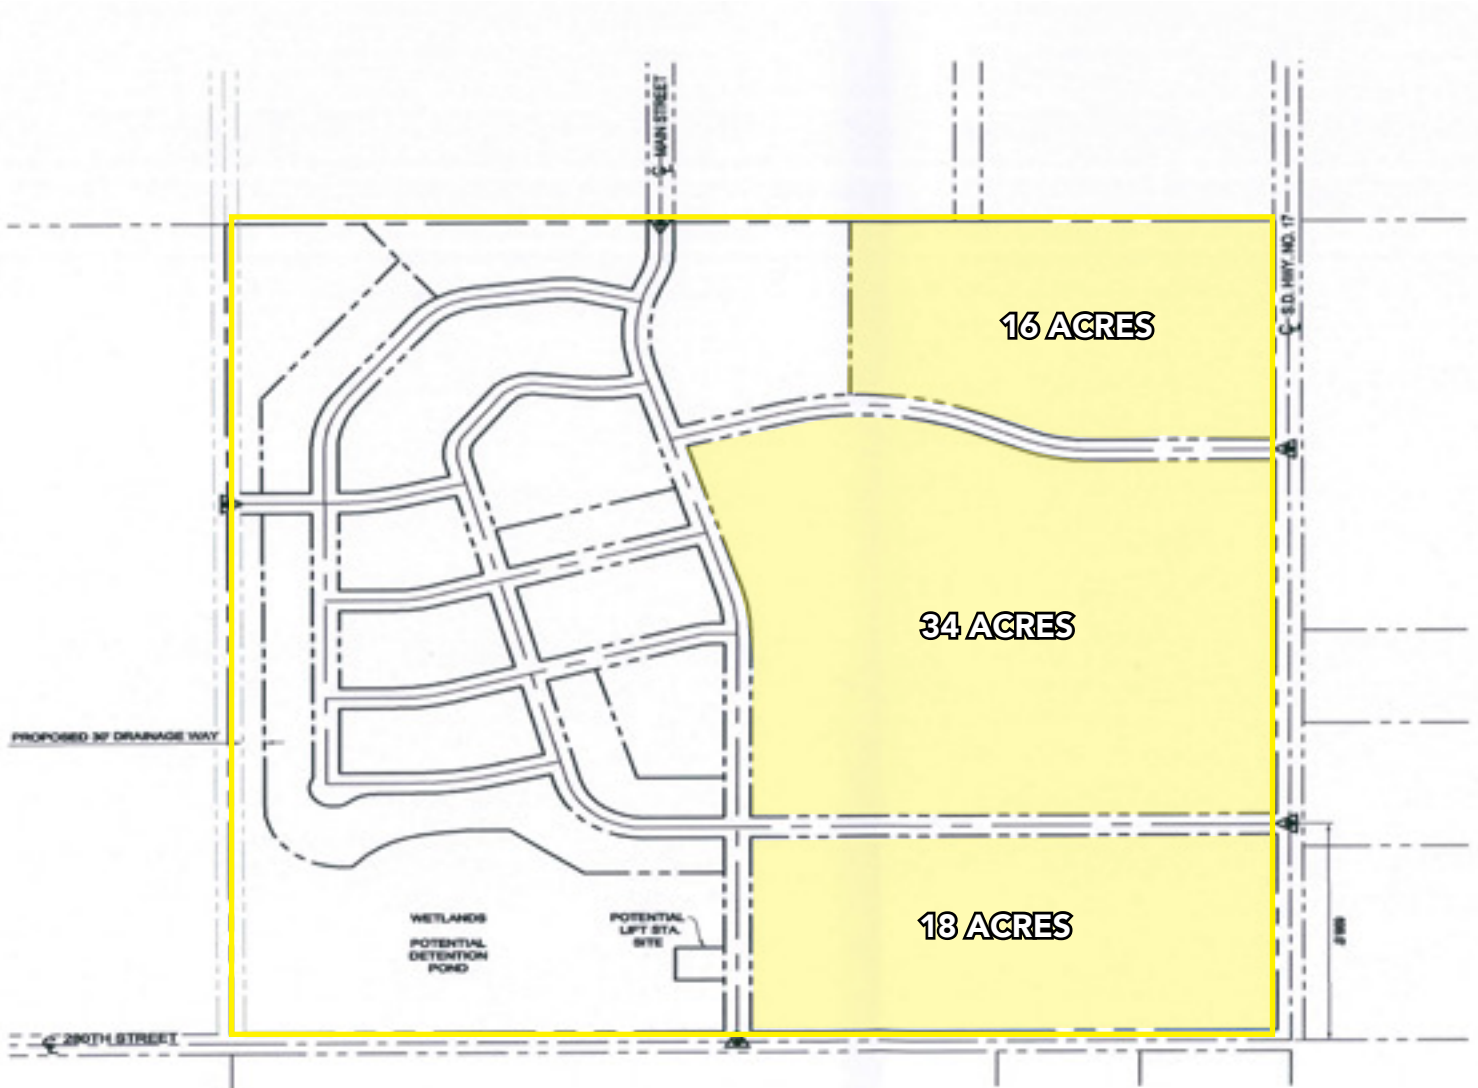 MAIN STREET
S.D. HWY. NO. 17
16 ACRES
34 ACRES
PROPOSED 30' DRAINAGE WAY
18 ACRES
WETLANDS
POTENTIAL
DETENTION
POND
POTENTIAL
LIFT STA.
SITE
280TH STREET